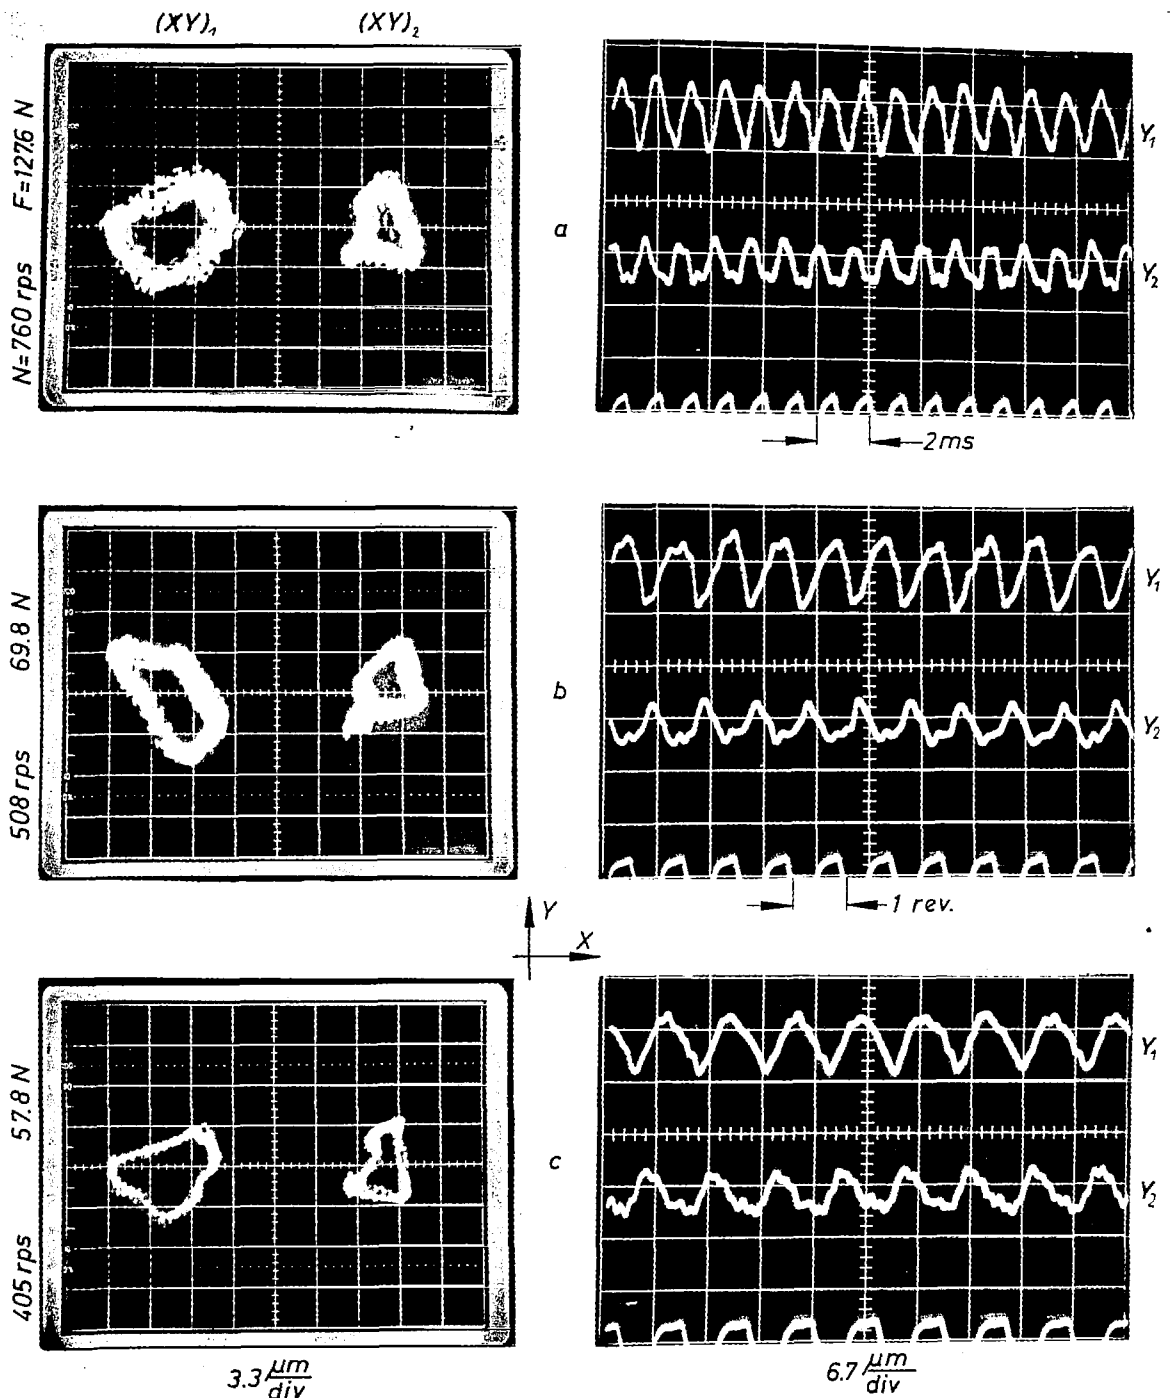 (XY)₁ (XY)₂
N=760 rps F=127.6 N
a
Y₁
Y₂
2ms
508 rps 69.8 N
b
Y₁
Y₂
1 rev.
Y
X
405 rps 57.8 N
c
Y₁
Y₂
3.3 μm/div
6.7 μm/div